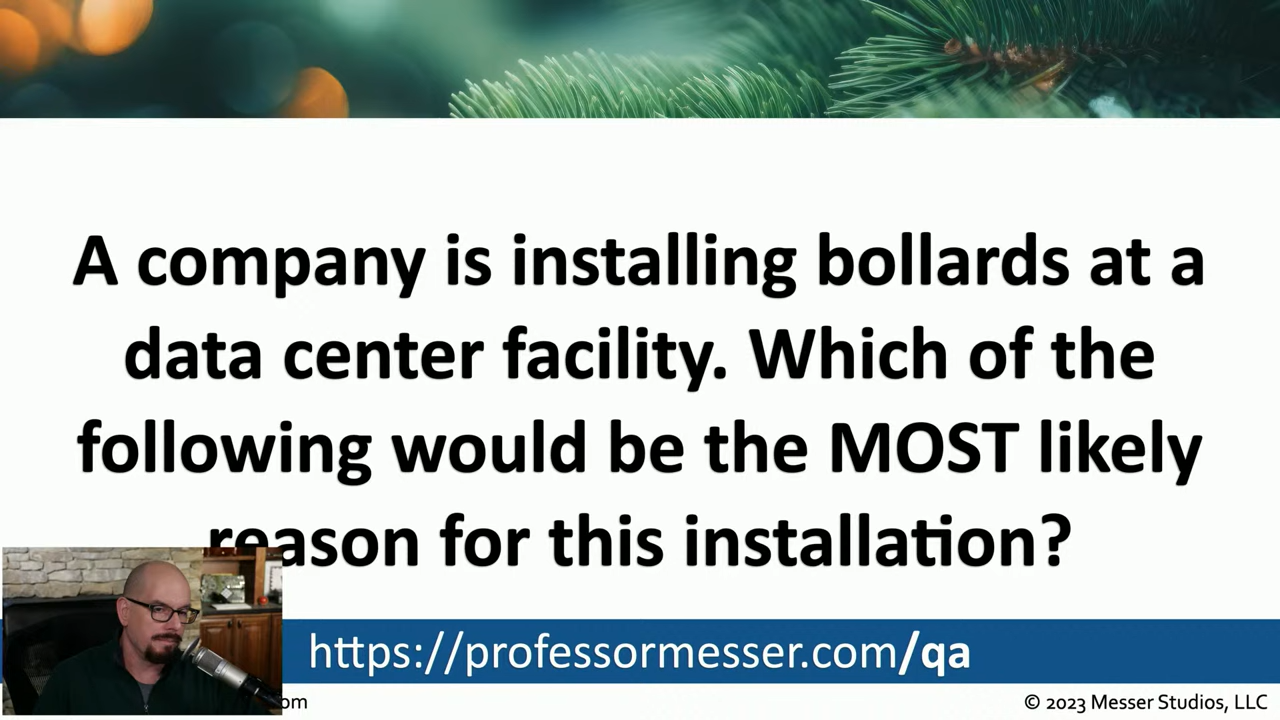 A company is installing bollards at a
data center facility. Which of the
following would be the MOST likely
reason for this installation?
https://professormesser.com/qa
om
© 2023 Messer Studios, LLC